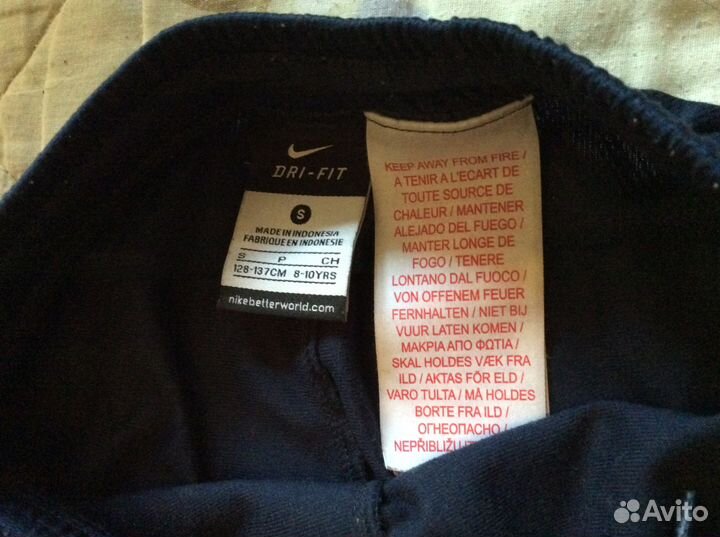 DRI-FIT
S
MADE IN INDONESIA
FABRIQUE EN INDONESIE
S P CH
128-137CM 8-10YRS
nikebetterworld.com
KEEP AWAY FROM FIRE /
A TENIR A L'ECART DE
TOUTE SOURCE DE
CHALEUR / MANTENER
ALEJADO DEL FUEGO /
MANTER LONGE DE
FOGO / TENERE
LONTANO DAL FUOCO /
VON OFFENEM FEUER
FERNHALTEN / NIET BIJ
VUUR LATEN KOMEN /
ΜΑΚΡΙΑ ΑΠΟ ΦΩΤΙΑ /
SKAL HOLDES VÆK FRA
ILD / AKTAS FÖR ELD /
VARO TULTA / MÅ HOLDES
BORTE FRA ILD /
ОГНЕОПАСНО /
Avito